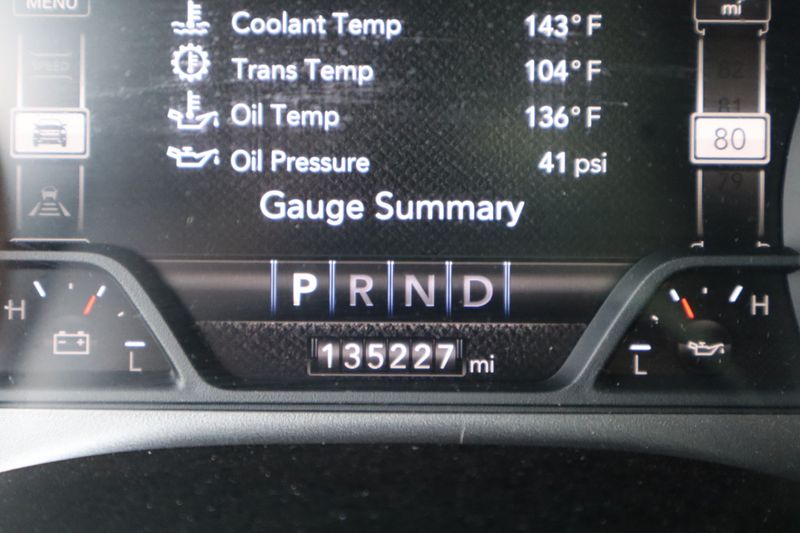 MENU
mi
Coolant Temp 143° F
Trans Temp 104° F
SPEED
82
Oil Temp 136° F
81
80
Oil Pressure 41 psi
79
Gauge Summary
P R N D
H
H
L
135227 mi
L